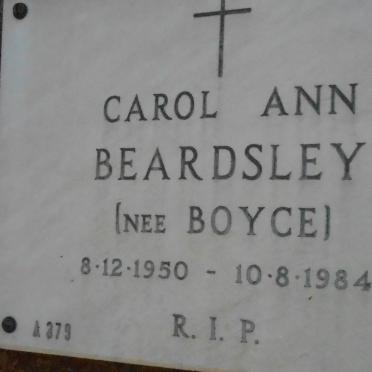 CAROL ANN
BEARDSLEY
(NEE BOYCE)
8·12·1950 - 10·8·1984
R. I. P.
A 379